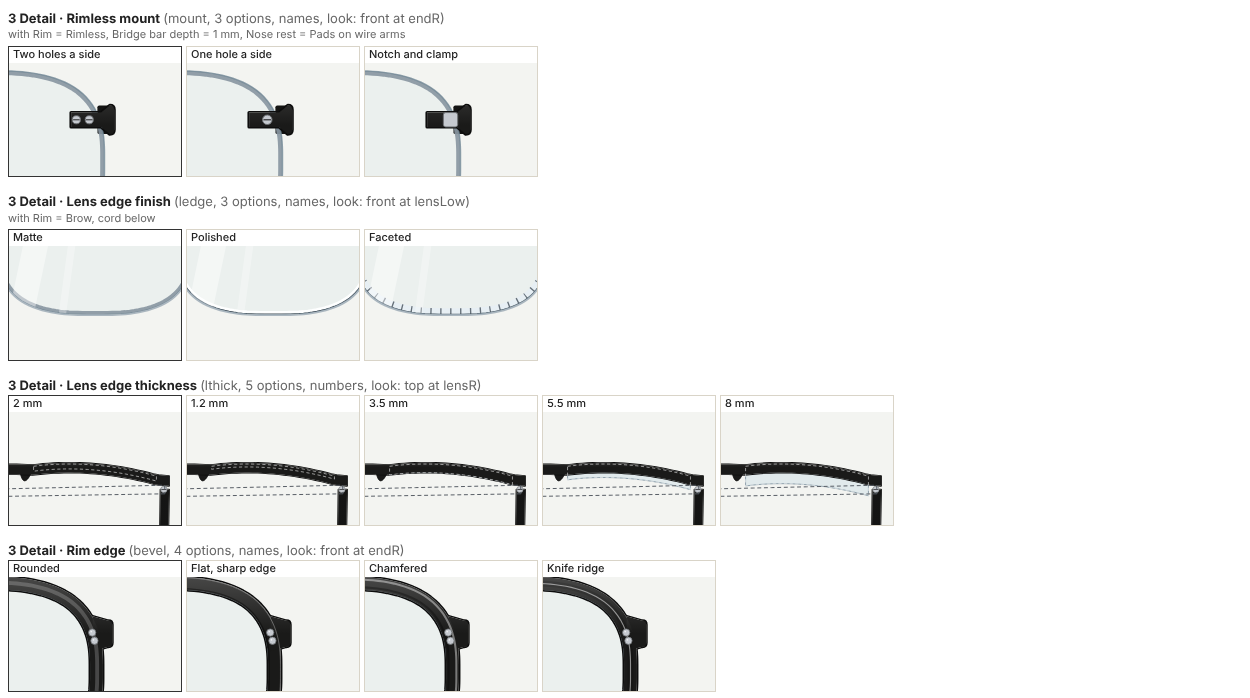 3 Detail · Rimless mount (mount, 3 options, names, look: front at endR)
with Rim = Rimless, Bridge bar depth = 1 mm, Nose rest = Pads on wire arms
Two holes a side
One hole a side
Notch and clamp
3 Detail · Lens edge finish (ledge, 3 options, names, look: front at lensLow)
with Rim = Brow, cord below
Matte
Polished
Faceted
3 Detail · Lens edge thickness (lthick, 5 options, numbers, look: top at lensR)
2 mm
1.2 mm
3.5 mm
5.5 mm
8 mm
3 Detail · Rim edge (bevel, 4 options, names, look: front at endR)
Rounded
Flat, sharp edge
Chamfered
Knife ridge